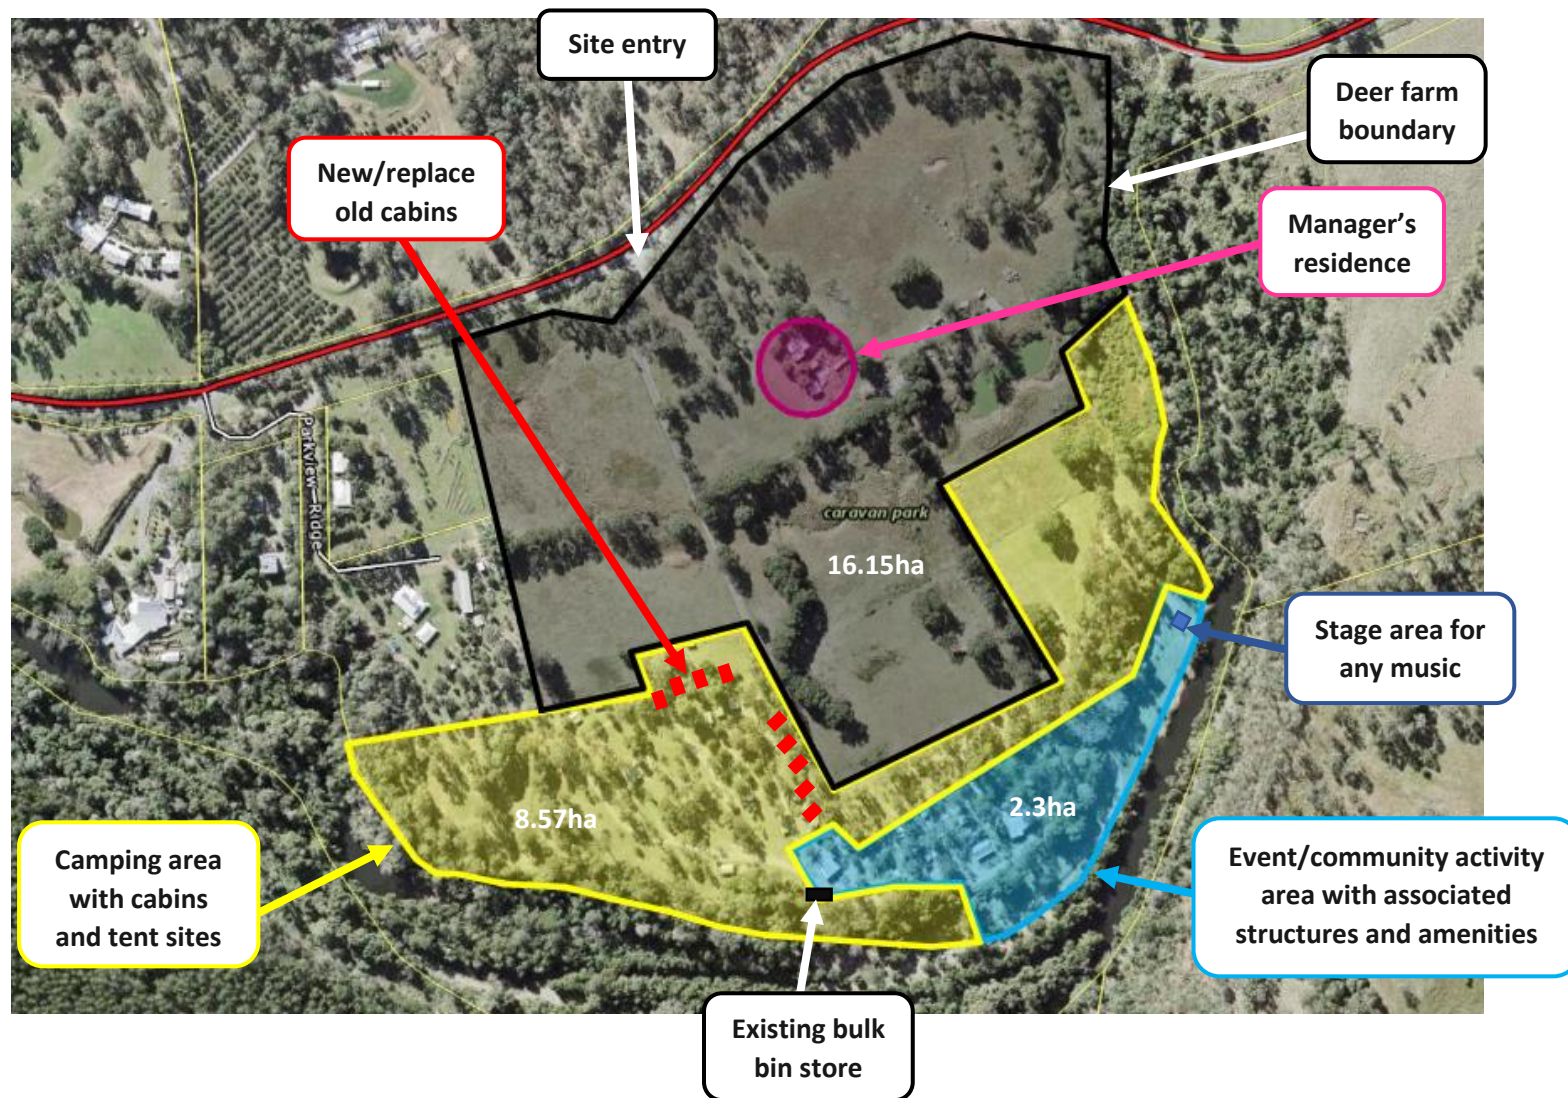 Site entry
Deer farm
boundary
New/replace
old cabins
Manager’s
residence
Parkview Ridge
caravan park
16.15ha
Stage area for
any music
8.57ha
2.3ha
Camping area
with cabins
and tent sites
Event/community activity
area with associated
structures and amenities
Existing bulk
bin store